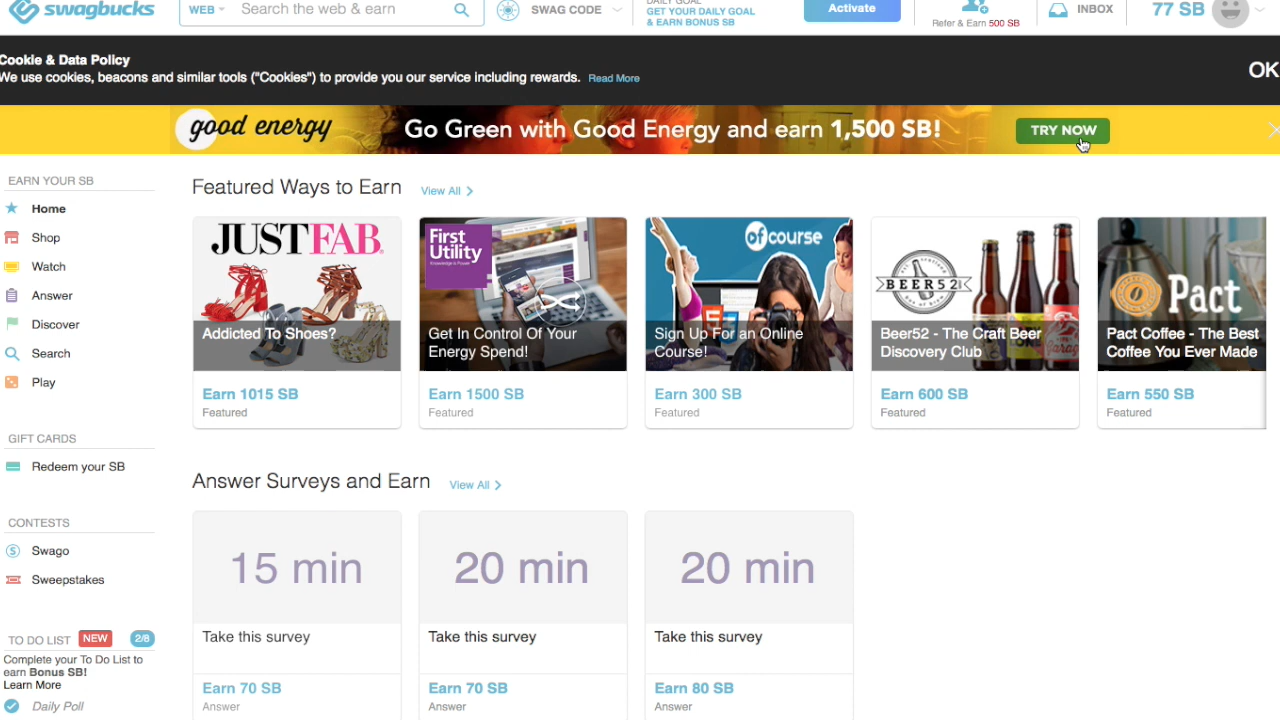 swagbucks
WEB
Search the web & earn
SWAG CODE
DAILY GOAL
GET YOUR DAILY GOAL
& EARN BONUS SB
Activate
Refer & Earn 500 SB
INBOX
77 SB
Cookie & Data Policy
We use cookies, beacons and similar tools ("Cookies") to provide you our service including rewards. Read More
OK
good energy
Go Green with Good Energy and earn 1,500 SB!
TRY NOW
EARN YOUR SB
Home
Shop
Watch
Answer
Discover
Search
Play
GIFT CARDS
Redeem your SB
CONTESTS
Swago
Sweepstakes
TO DO LIST NEW 2/8
Complete your To Do List to
earn Bonus SB!
Learn More
Daily Poll
Featured Ways to Earn View All
JUSTFAB.
Addicted To Shoes?
Earn 1015 SB
Featured
First
Utility
Get In Control Of Your
Energy Spend!
Earn 1500 SB
Featured
of course
Sign Up For an Online
Course!
Earn 300 SB
Featured
BEER52
Beer52 - The Craft Beer
Discovery Club
Earn 600 SB
Featured
Pact
Pact Coffee - The Best
Coffee You Ever Made
Earn 550 SB
Featured
Answer Surveys and Earn View All
15 min
Take this survey
Earn 70 SB
Answer
20 min
Take this survey
Earn 70 SB
Answer
20 min
Take this survey
Earn 80 SB
Answer